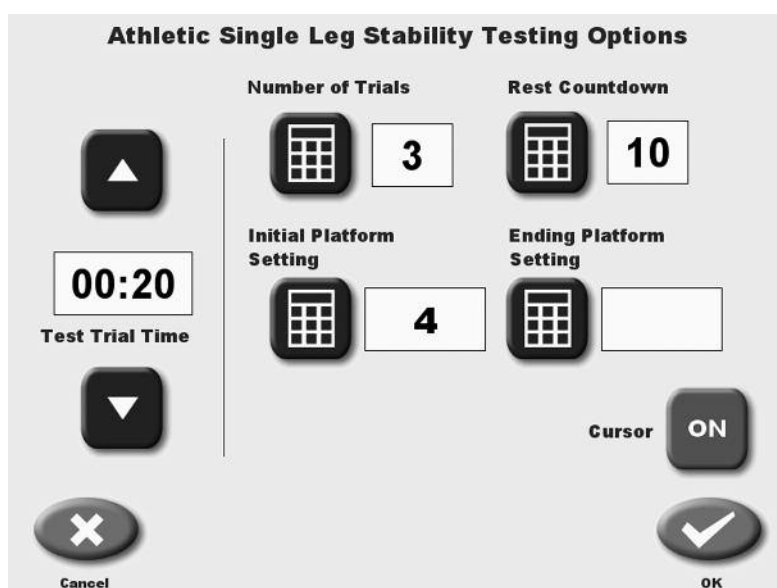 Athletic Single Leg Stability Testing Options
Number of Trials
3
Rest Countdown
10
00:20
Test Trial Time
Initial Platform
Setting
4
Ending Platform
Setting
Cursor
ON
Cancel
OK